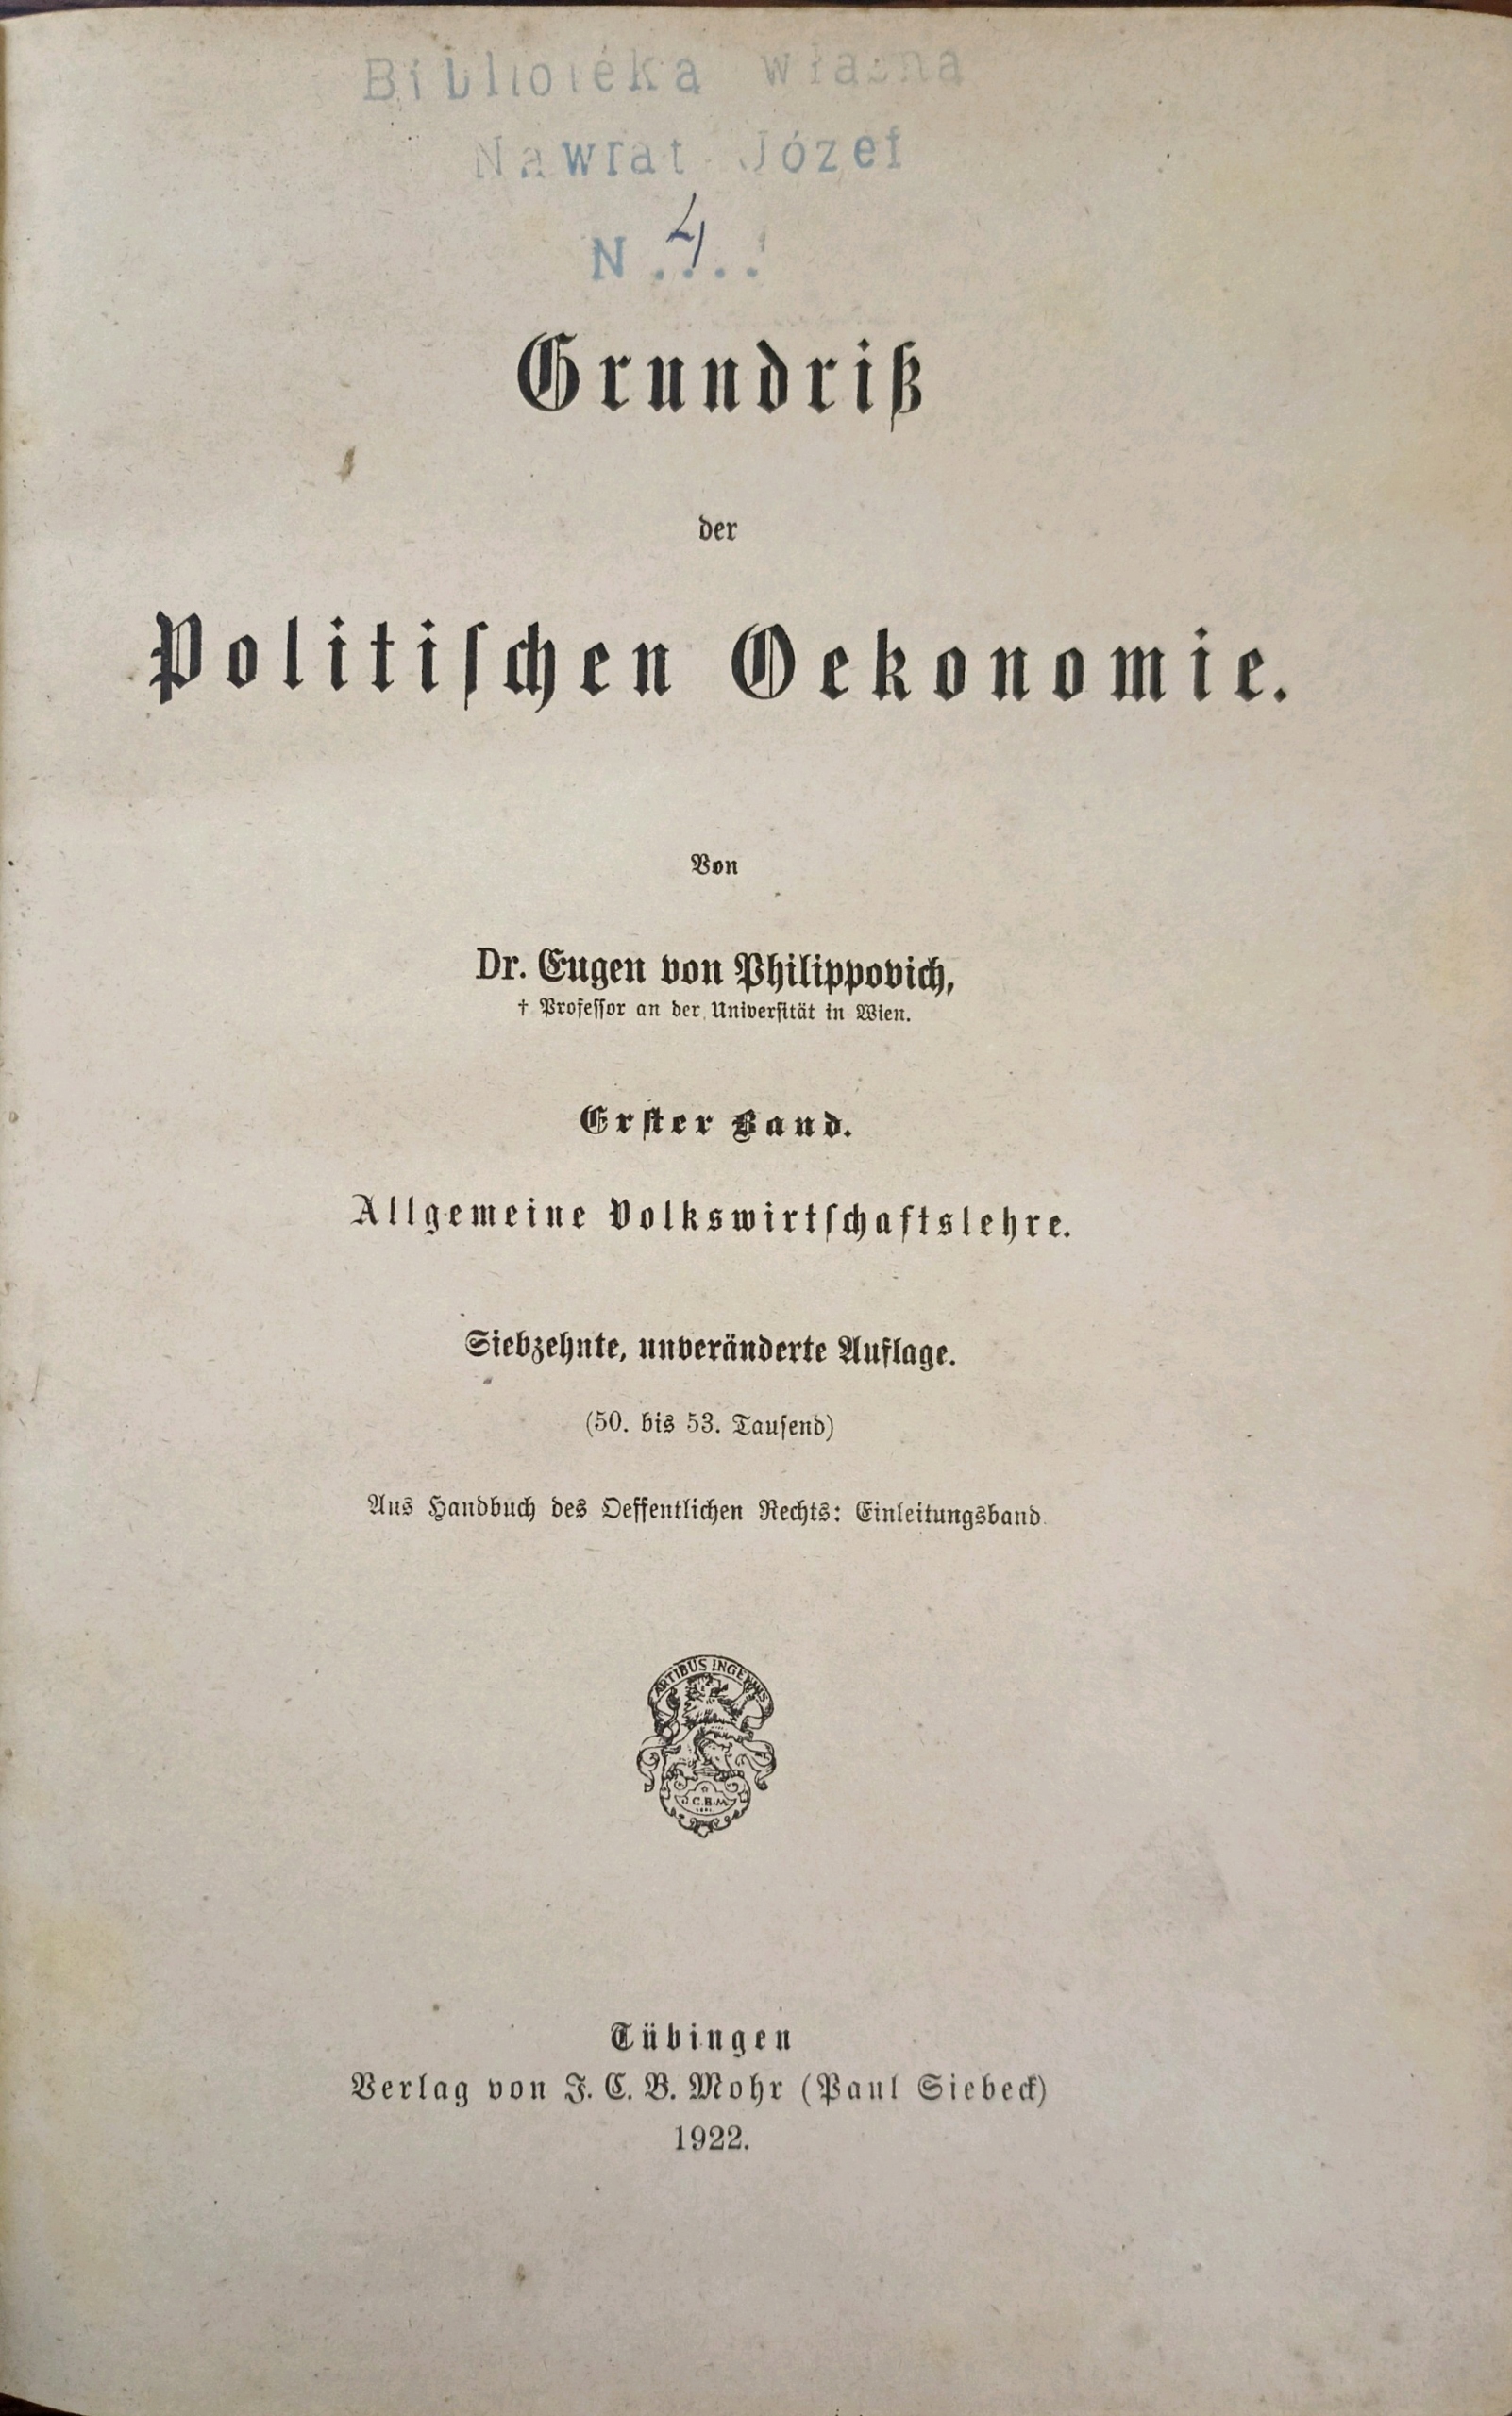 Biblioteka własna
Nawrat Józef
N 4....
Grundriß
der
Politiſchen Oekonomie.
Von
Dr. Eugen von Philippovich,
† Profeſſor an der Univerſität in Wien.
Erſter Band.
Allgemeine Volkswirtſchaftslehre.
Siebzehnte, unveränderte Auflage.
(50. bis 53. Tauſend)
Aus Handbuch des Oeffentlichen Rechts: Einleitungsband.
ARTIBUS INGENUIS
J.C.B.M.
Tübingen
Verlag von J. C. B. Mohr (Paul Siebeck)
1922.